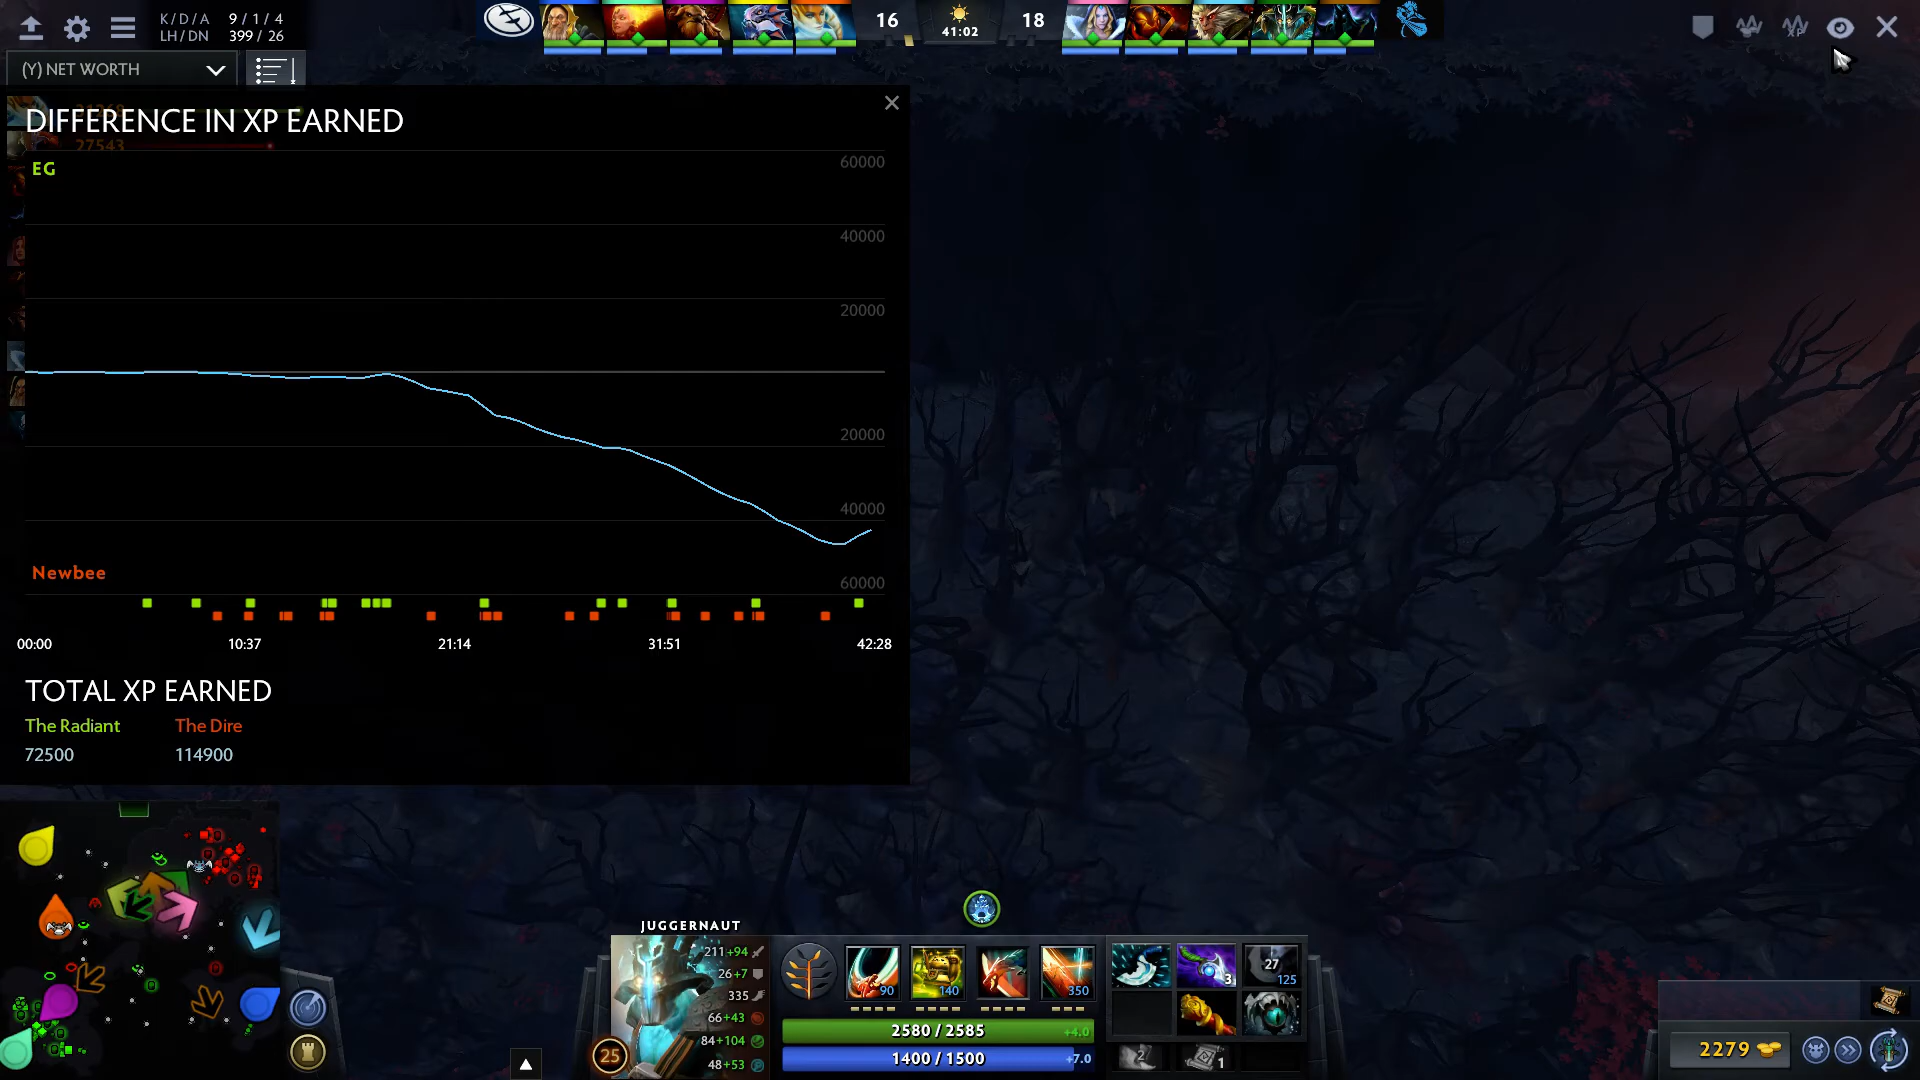 K / D / A 9 / 1 / 4
LH / DN 399 / 26
16 41:02 18
(Y) NET WORTH
DIFFERENCE IN XP EARNED
27543
EG
60000
40000
20000
20000
40000
Newbee
60000
00:00 10:37 21:14 31:51 42:28
TOTAL XP EARNED
The Radiant The Dire
72500 114900
JUGGERNAUT
211+94
26+7
335
66+43
84+104
48+53
25
90 140 350
2580 / 2585 +4.0
1400 / 1500 +7.0
3 27 125
2 1
2279
XP